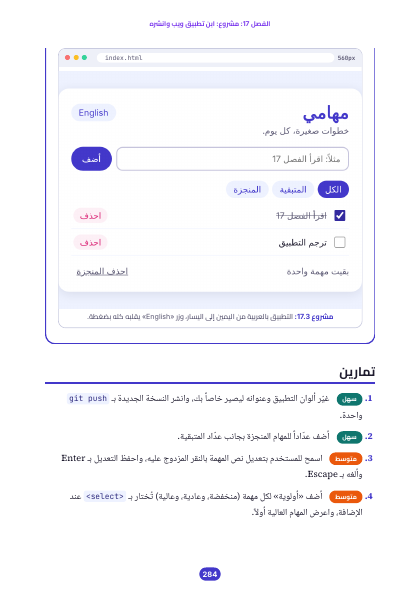 الفصل 17: مشروع: ابن تطبيق ويب وانشره
index.html
560px
مهامي
English
خطوات صغيرة، كل يوم.
مثلاً: اقرأ الفصل 17
أضف
الكل المتبقية المنجزة
اقرأ الفصل 17
احذف
ترجم التطبيق
احذف
بقيت مهمة واحدة
احذف المنجزة
مشروع 17.3: التطبيق بالعربية من اليمين إلى اليسار، وزر «English» يقلبه كله بضغطة.
تمارين
1. سهل غيّر ألوان التطبيق وعنوانه ليصير خاصاً بك، وانشر النسخة الجديدة بـ git push
واحدة.
2. سهل أضف عدّاداً للمهام المنجزة بجانب عدّاد المتبقية.
3. متوسط اسمح للمستخدم بتعديل نص المهمة بالنقر المزدوج عليه، واحفظ التعديل بـ Enter
وألغه بـ Escape.
4. متوسط أضف «أولوية» لكل مهمة (منخفضة، وعادية، وعالية) تُختار بـ <select> عند
الإضافة، واعرض المهام العالية أولاً.
284